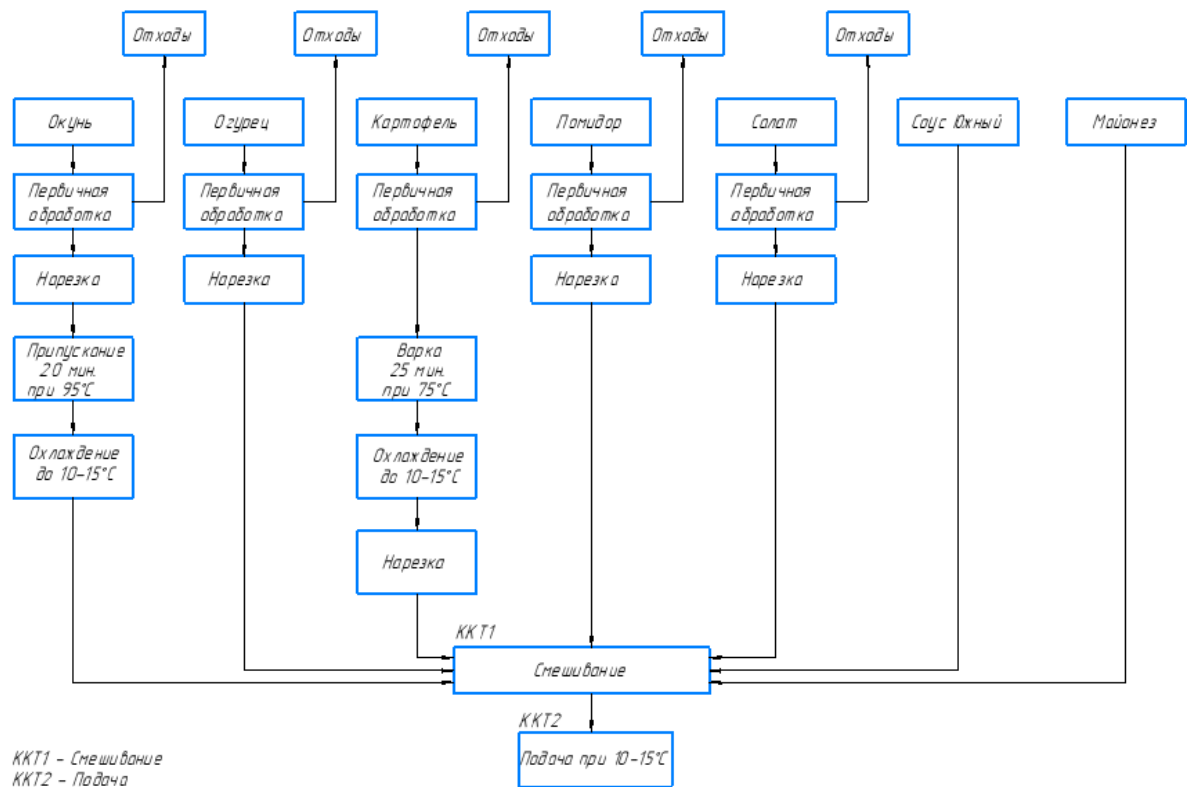 Отходы
Отходы
Отходы
Отходы
Отходы
Окунь
Огурец
Картофель
Помидор
Салат
Соус Южный
Майонез
Первичная
обработка
Первичная
обработка
Первичная
обработка
Первичная
обработка
Первичная
обработка
Нарезка
Нарезка
Нарезка
Нарезка
Припускание
20 мин.
при 95°С
Варка
25 мин.
при 75°С
Охлаждение
до 10-15°С
Охлаждение
до 10-15°С
Нарезка
ККТ1
Смешивание
ККТ2
Подача при 10-15°С
ККТ1 - Смешивание
ККТ2 - Подача